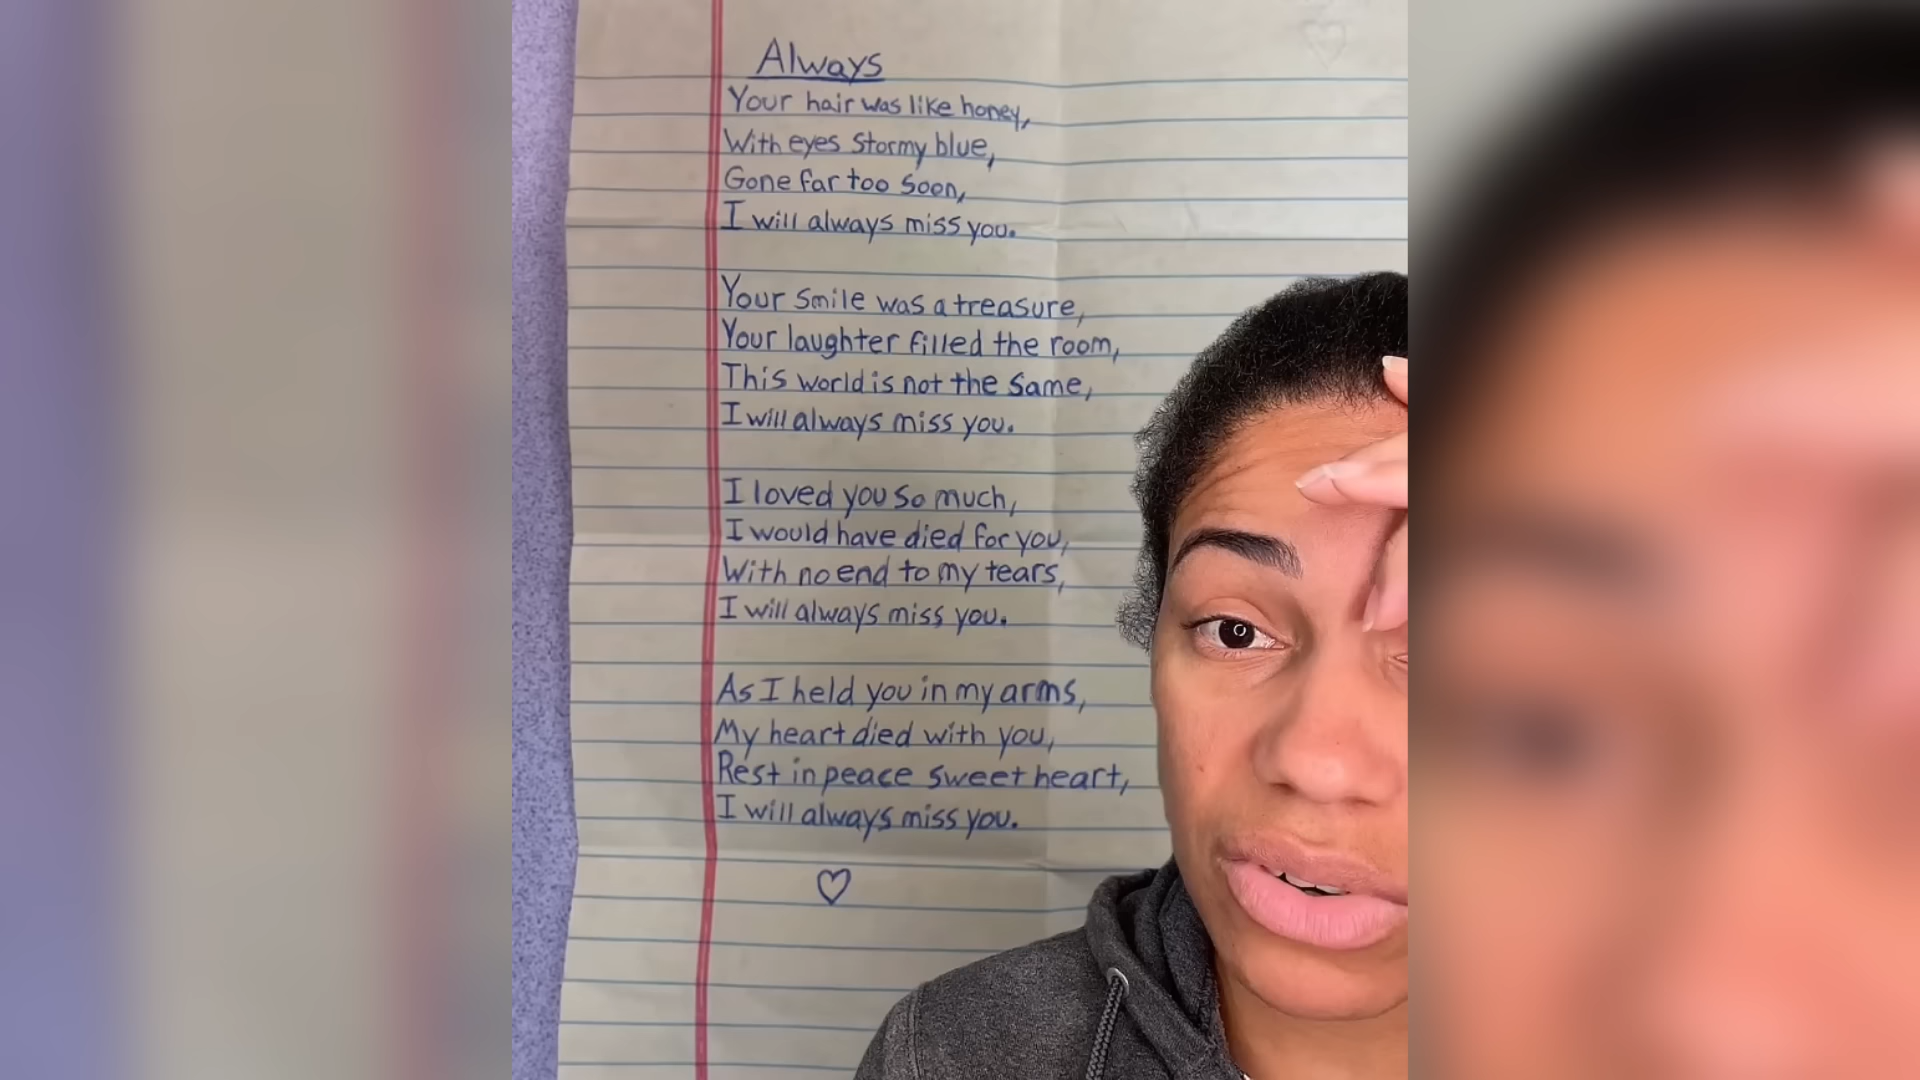 Always
Your hair was like honey,
With eyes stormy blue,
Gone far too soon,
I will always miss you.
Your smile was a treasure,
Your laughter filled the room,
This world is not the same,
I will always miss you.
I loved you so much,
I would have died for you,
With no end to my tears,
I will always miss you.
As I held you in my arms,
My heart died with you,
Rest in peace sweet heart,
I will always miss you.